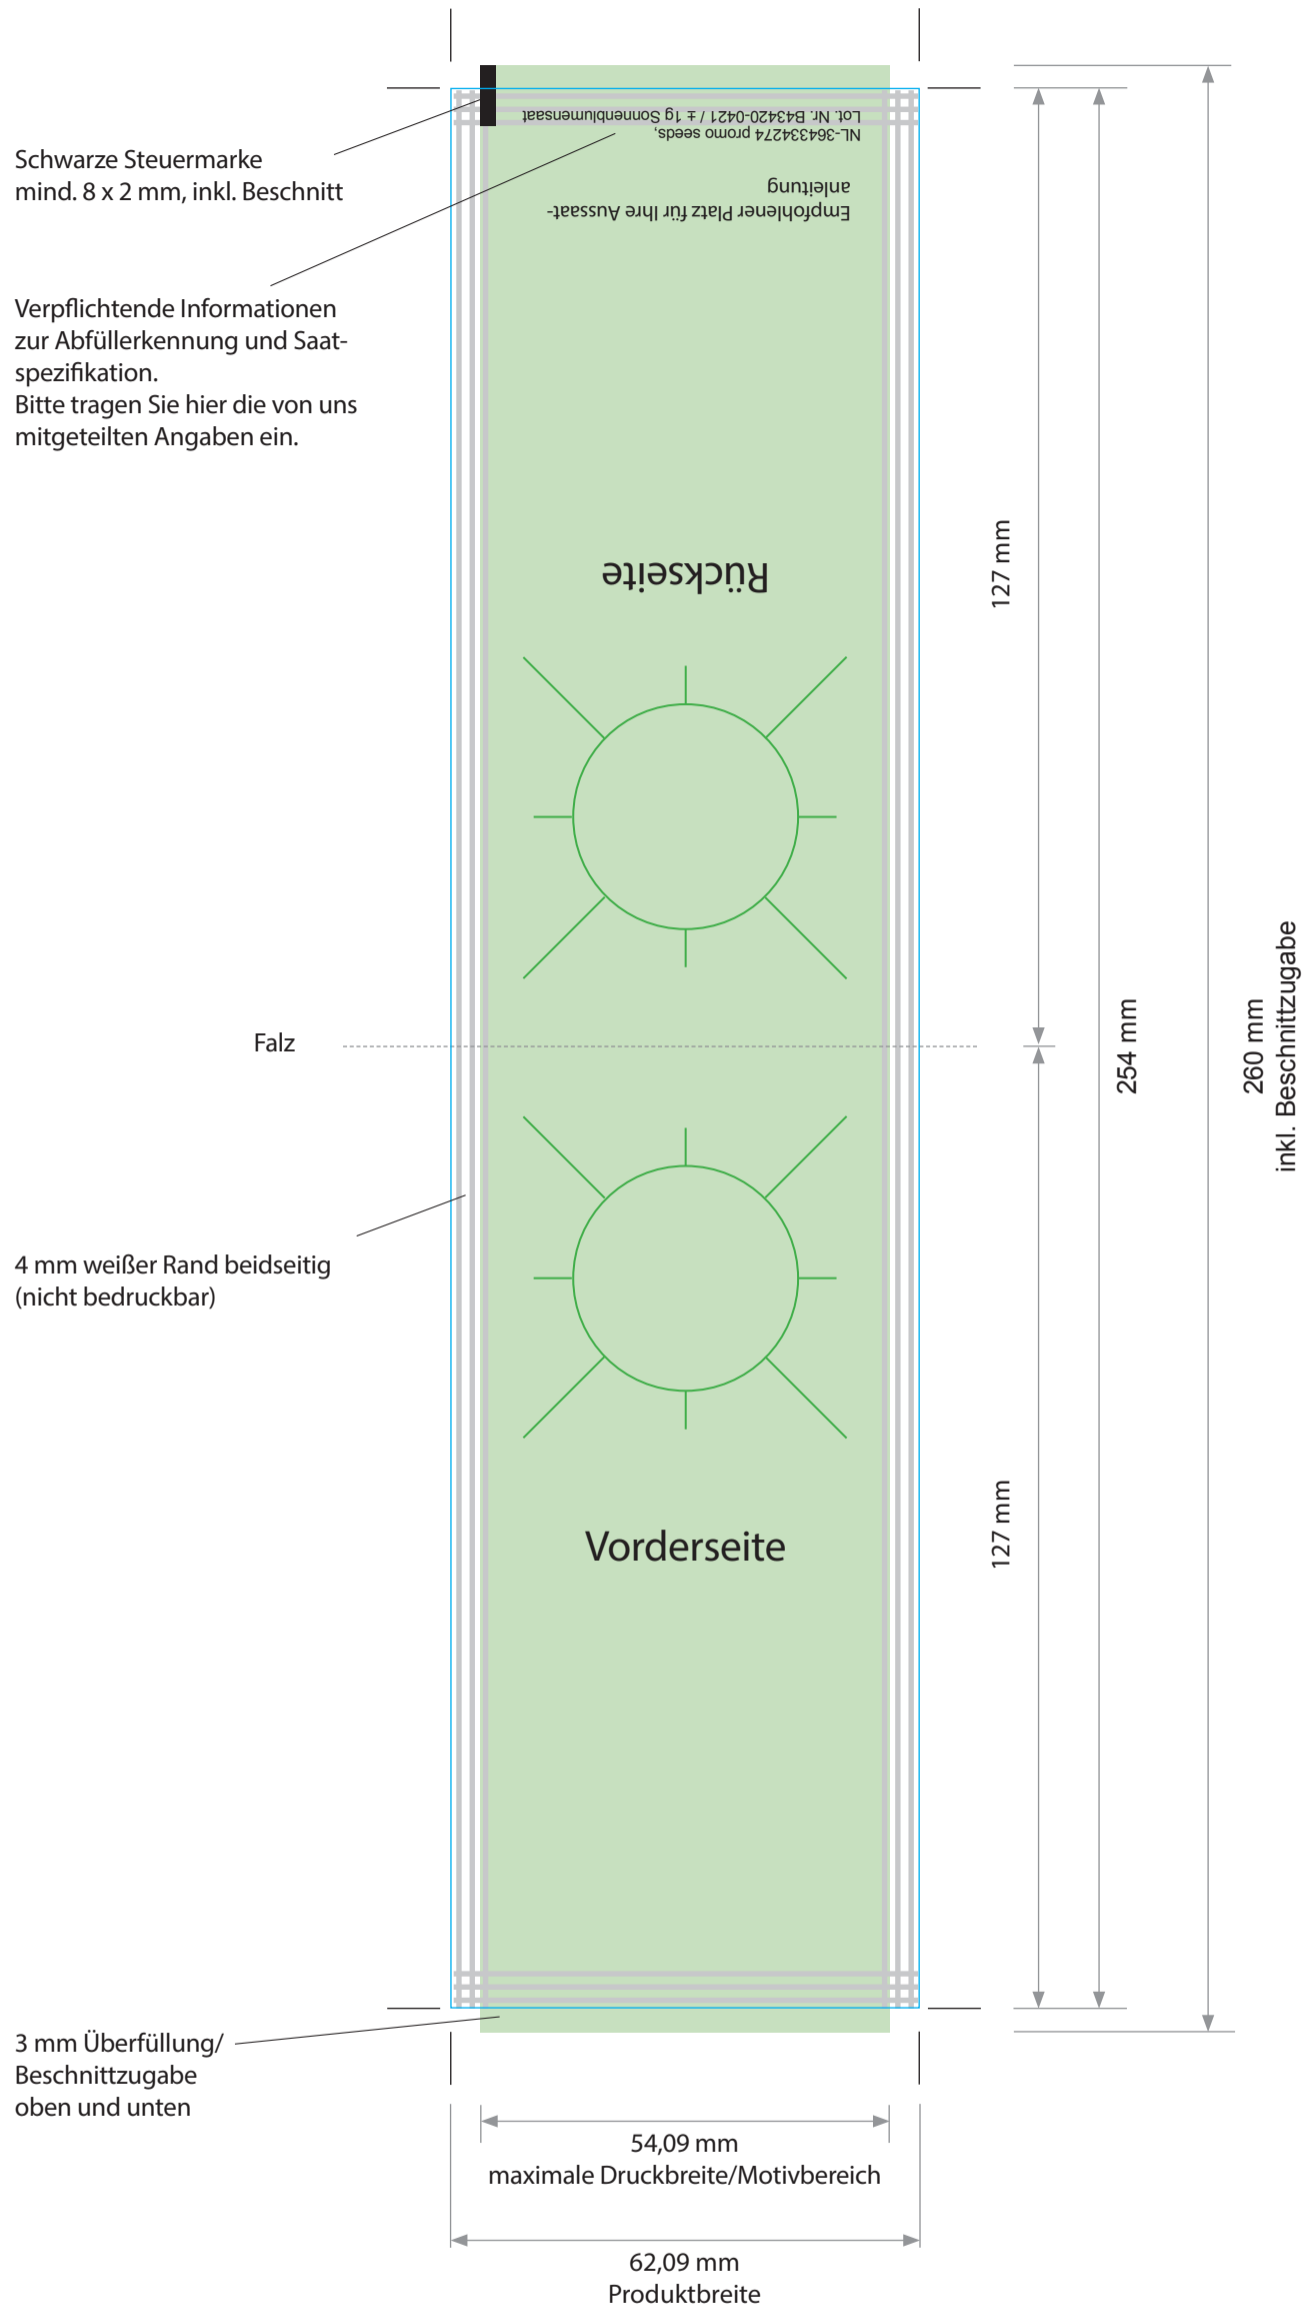 Schwarze Steuermarke
mind. 8 x 2 mm, inkl. Beschnitt
Verpflichtende Informationen
zur Abfüllerkennung und Saat-
spezifikation.
Bitte tragen Sie hier die von uns
mitgeteilten Angaben ein.
NL-364334274 promo seeds,
Lot. Nr. B43420-0421 / ± 1g Sonnenblumensaat
Empfohlener Platz für Ihre Aussaat-
anleitung
Rückseite
127 mm
Falz
254 mm
260 mm
inkl. Beschnittzugabe
4 mm weißer Rand beidseitig
(nicht bedruckbar)
127 mm
Vorderseite
3 mm Überfüllung/
Beschnittzugabe
oben und unten
54,09 mm
maximale Druckbreite/Motivbereich
62,09 mm
Produktbreite